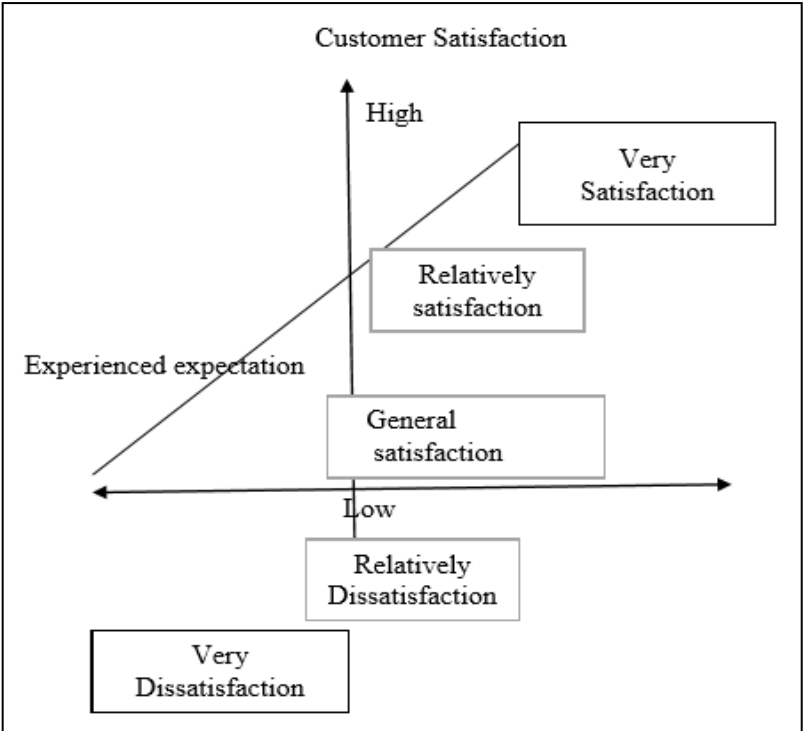 Customer Satisfaction
High
Very
Satisfaction
Relatively
satisfaction
Experienced expectation
General
satisfaction
Low
Relatively
Dissatisfaction
Very
Dissatisfaction